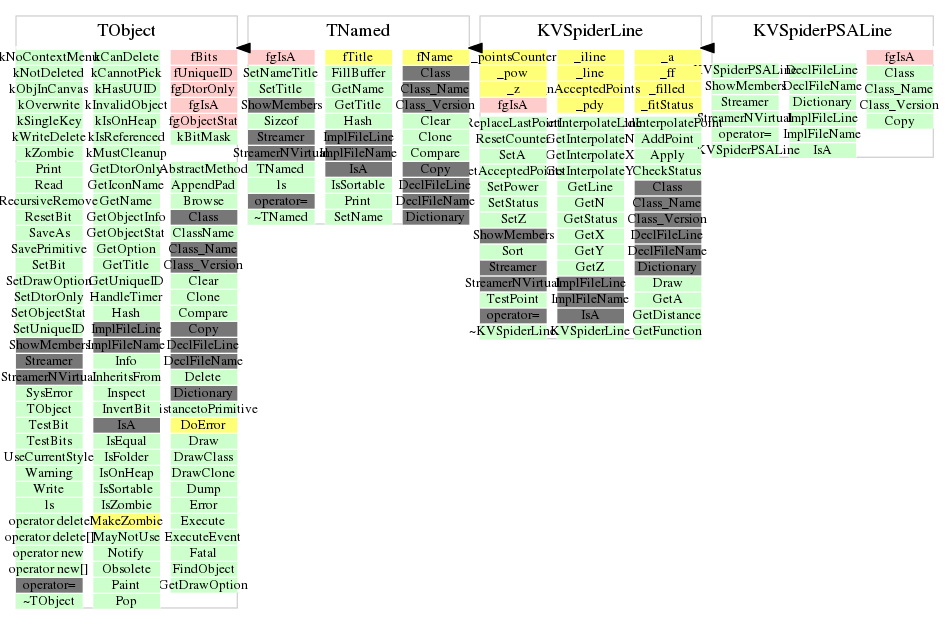 TObject
kNoContextMenu kCanDelete fBits
kNotDeleted kCannotPick fUniqueID
kObjInCanvas kHasUUID fgDtorOnly
kOverwrite kInvalidObject fgIsA
kSingleKey kIsOnHeap fgObjectStat
kWriteDelete kIsReferenced kBitMask
kZombie kMustCleanup
Print GetDtorOnly AbstractMethod
Read GetIconName AppendPad
RecursiveRemove GetName Browse
ResetBit GetObjectInfo Class
SaveAs GetObjectStat ClassName
SavePrimitive GetOption Class_Name
SetBit GetTitle Class_Version
SetDrawOption GetUniqueID Clear
SetDtorOnly HandleTimer Clone
SetObjectStat Hash Compare
SetUniqueID ImplFileLine Copy
ShowMembers ImplFileName DeclFileLine
Streamer Info DeclFileName
StreamerNVirtual InheritsFrom Delete
SysError Inspect Dictionary
TObject InvertBit istancetoPrimitive
TestBit IsA DoError
TestBits IsEqual Draw
UseCurrentStyle IsFolder DrawClass
Warning IsOnHeap DrawClone
Write IsSortable Dump
ls IsZombie Error
operator delete MakeZombie Execute
operator delete[] MayNotUse ExecuteEvent
operator new Notify Fatal
operator new[] Obsolete FindObject
operator= Paint GetDrawOption
~TObject Pop
TNamed
fgIsA fTitle fName
SetNameTitle FillBuffer Class
SetTitle GetName Class_Name
ShowMembers GetTitle Class_Version
Sizeof Hash Clear
Streamer ImplFileLine Clone
StreamerNVirtual ImplFileName Compare
TNamed IsA Copy
ls IsSortable DeclFileLine
operator= Print DeclFileName
~TNamed SetName Dictionary
KVSpiderLine
_pointsCounter _iline _a
_pow _line _ff
_z nAcceptedPoints _filled
fgIsA _pdy _fitStatus
ReplaceLastPoint GetInterpolateD
ResetCounter GetInterpolateN AddPoint
SetA GetInterpolateX Apply
etAcceptedPoints GetInterpolateY CheckStatus
SetPower GetLine Class
SetStatus GetN Class_Name
SetZ GetStatus Class_Version
ShowMembers GetX DeclFileLine
Sort GetY DeclFileName
Streamer GetZ Dictionary
StreamerNVirtual ImplFileLine Draw
TestPoint ImplFileName GetA
operator= IsA GetDistance
~KVSpiderLine KVSpiderLine GetFunction
KVSpiderPSALine
KVSpiderPSALine DeclFileLine fgIsA
ShowMembers DeclFileName Class
Streamer Dictionary Class_Name
StreamerNVirtual ImplFileLine Class_Version
operator= ImplFileName Copy
KVSpiderPSALine IsA